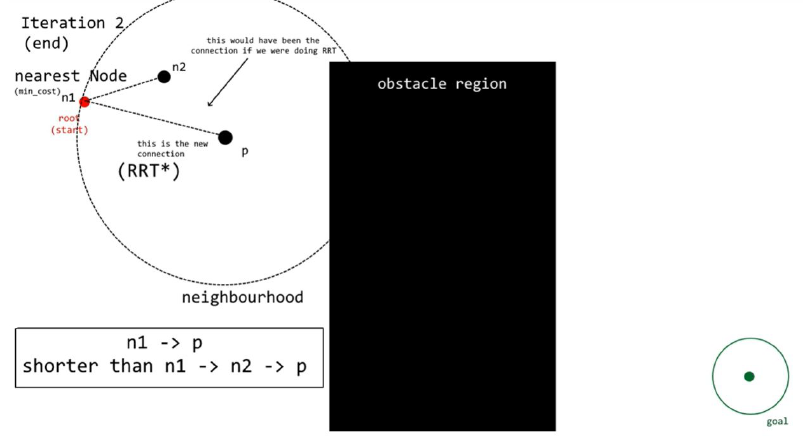 Iteration 2
(end)
this would have been the
connection if we were doing RRT
n2
nearest Node
(min_cost) n1
root
(start)
this is the new
connection
p
(RRT*)
obstacle region
neighbourhood
n1 -> p
shorter than n1 -> n2 -> p
goal